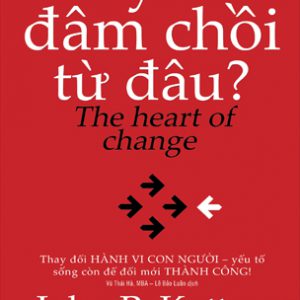 đâm chồi
từ đâu?
The heart of
change
Thay đổi HÀNH VI CON NGƯỜI – yếu tố
sống còn để đổi mới THÀNH CÔNG!
Vũ Thái Hà, MBA – Lê Bảo Luân dịch